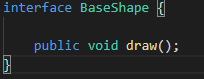 interface BaseShape {
public void draw();
}